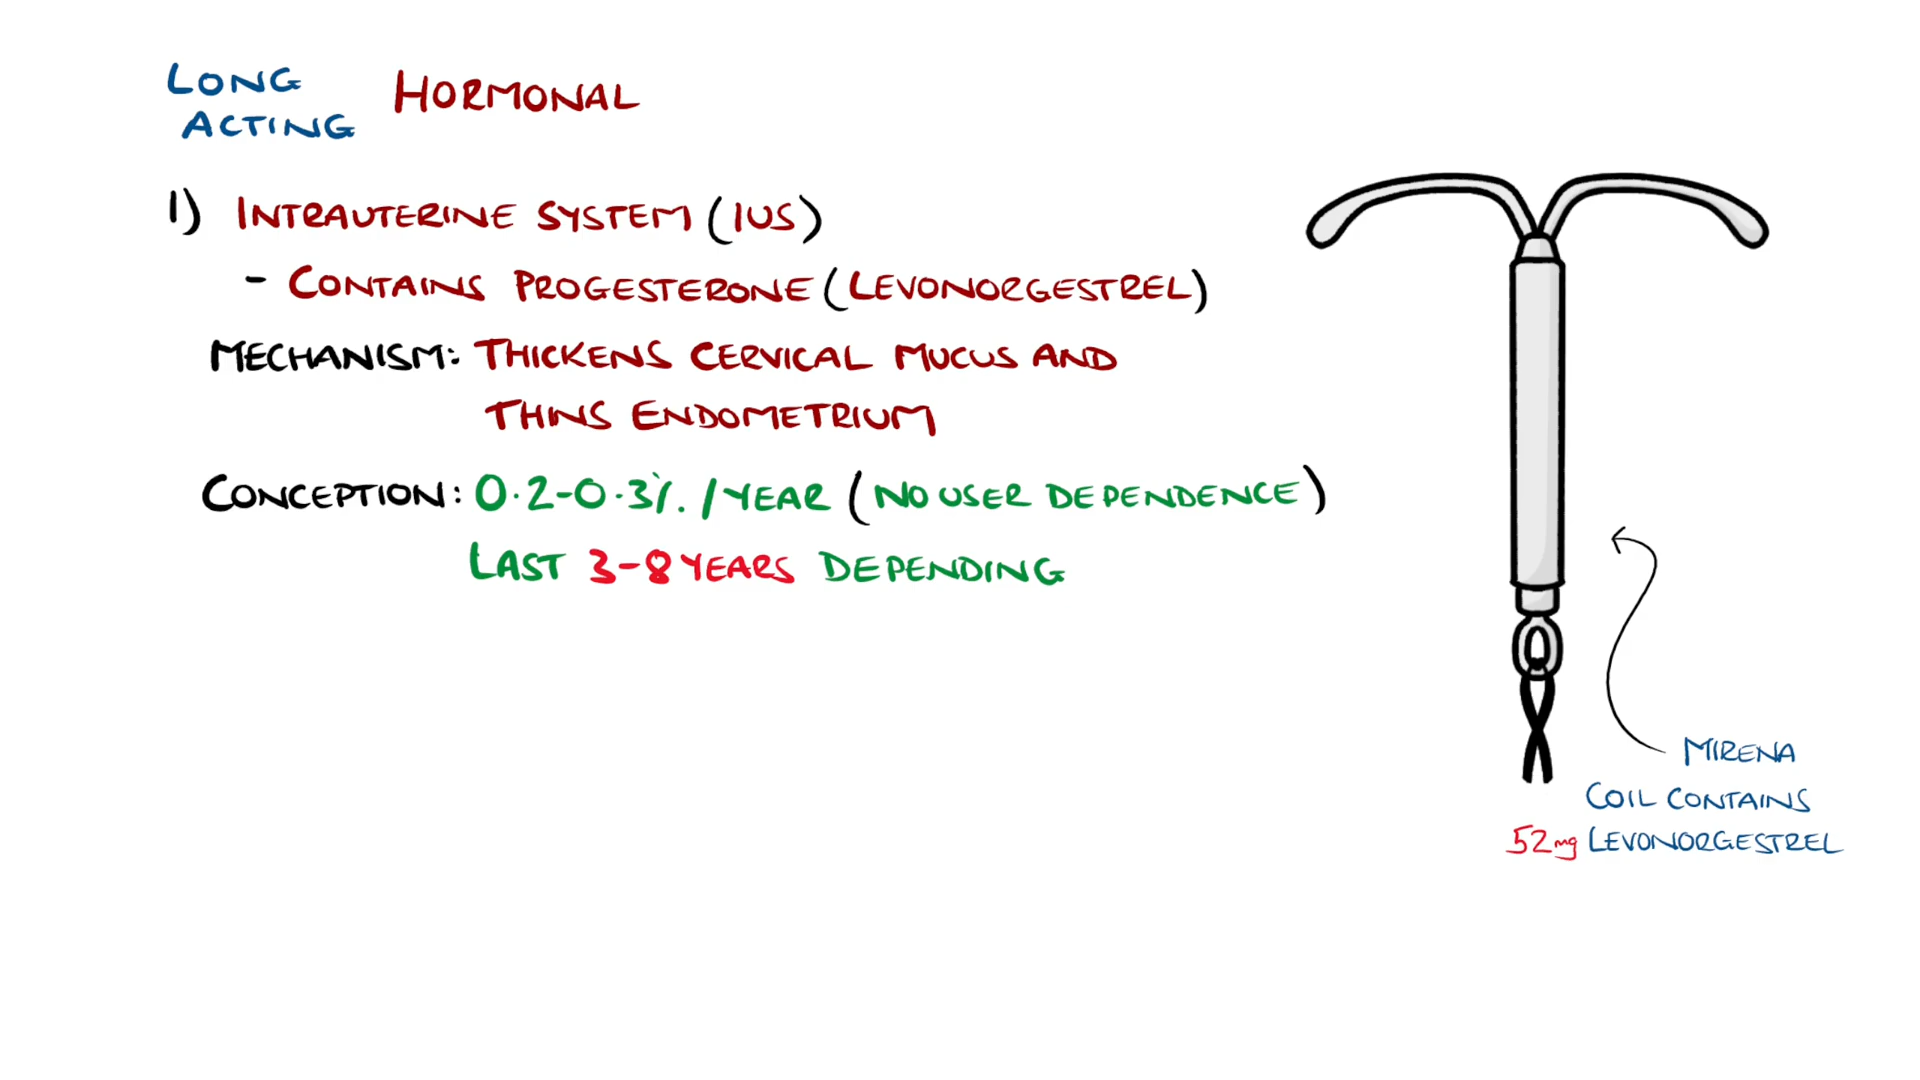 LONG
ACTING
HORMONAL
1) INTRAUTERINE SYSTEM (IUS)
- CONTAINS PROGESTERONE (LEVONORGESTREL)
MECHANISM: THICKENS CERVICAL MUCUS AND
THINS ENDOMETRIUM
CONCEPTION: 0.2-0.3% /YEAR (NO USER DEPENDENCE)
LAST 3-8 YEARS DEPENDING
MIRENA
COIL CONTAINS
52mg LEVONORGESTREL